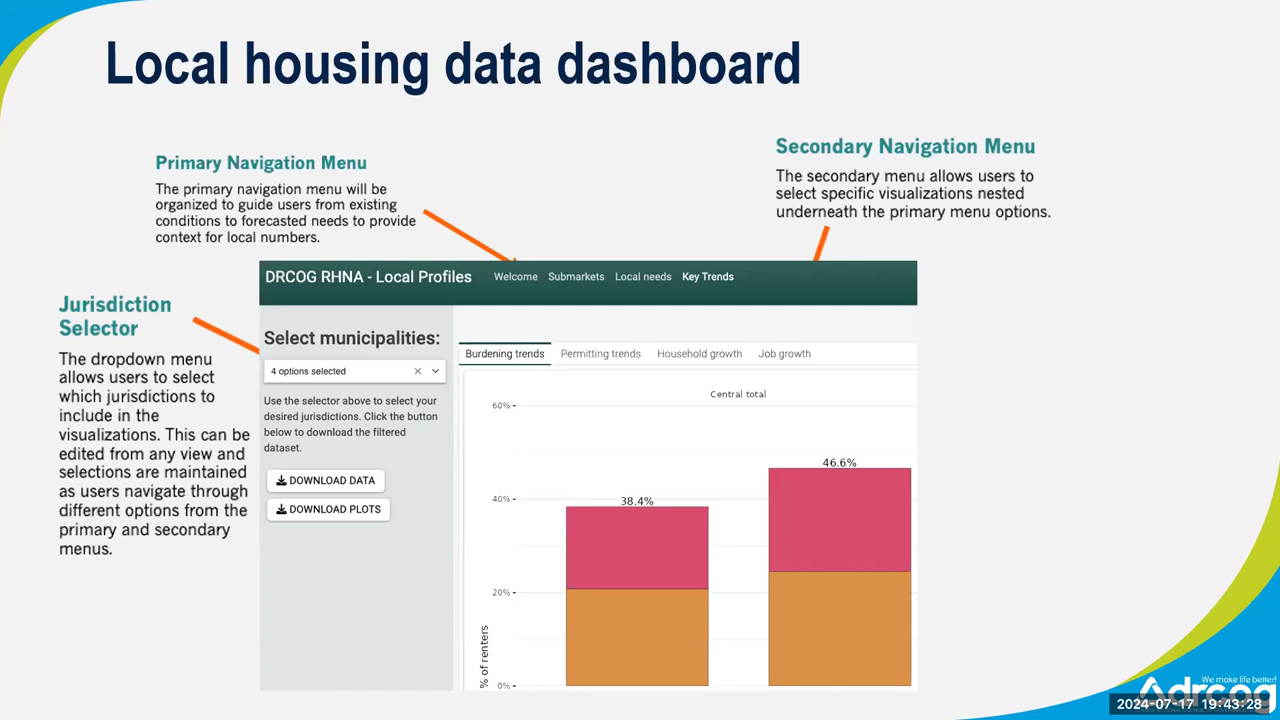 Local housing data dashboard
Primary Navigation Menu
The primary navigation menu will be
organized to guide users from existing
conditions to forecasted needs to provide
context for local numbers.
Secondary Navigation Menu
The secondary menu allows users to
select specific visualizations nested
underneath the primary menu options.
Jurisdiction
Selector
The dropdown menu
allows users to select
which jurisdictions to
include in the
visualizations. This can be
edited from any view and
selections are maintained
as users navigate through
different options from the
primary and secondary
menus.
DRCOG RHNA - Local Profiles Welcome Submarkets Local needs Key Trends
Select municipalities:
4 options selected
Use the selector above to select your
desired jurisdictions. Click the button
below to download the filtered
dataset.
DOWNLOAD DATA
DOWNLOAD PLOTS
Burdening trends Permitting trends Household growth Job growth
Central total
60%
40%
20%
0%
% of renters
38.4%
46.6%
We make life better!
drcog
2024-07-17 19:43:28